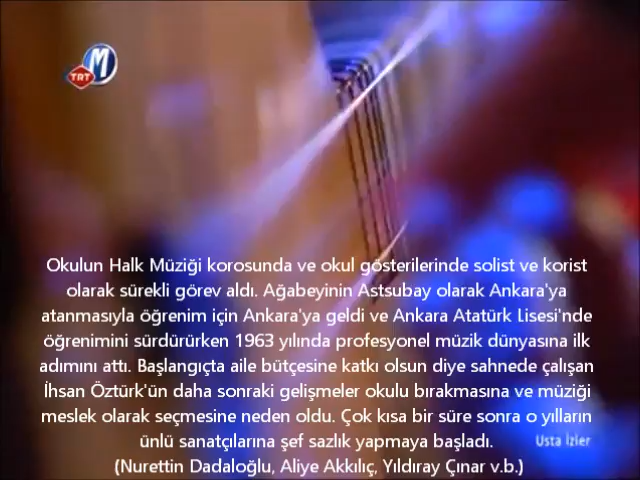 TRT M
Okulun Halk Müziği korosunda ve okul gösterilerinde solist ve korist
olarak sürekli görev aldı. Ağabeyinin Astsubay olarak Ankara'ya
atanmasıyla öğrenim için Ankara'ya geldi ve Ankara Atatürk Lisesi'nde
öğrenimini sürdürürken 1963 yılında profesyonel müzik dünyasına ilk
adımını attı. Başlangıçta aile bütçesine katkı olsun diye sahnede çalışan
İhsan Öztürk'ün daha sonraki gelişmeler okulu bırakmasına ve müziği
meslek olarak seçmesine neden oldu. Çok kısa bir süre sonra o yılların
ünlü sanatçılarına şef sazlık yapmaya başladı.
Usta İzler
(Nurettin Dadaloğlu, Aliye Akkılıç, Yıldıray Çınar v.b.)